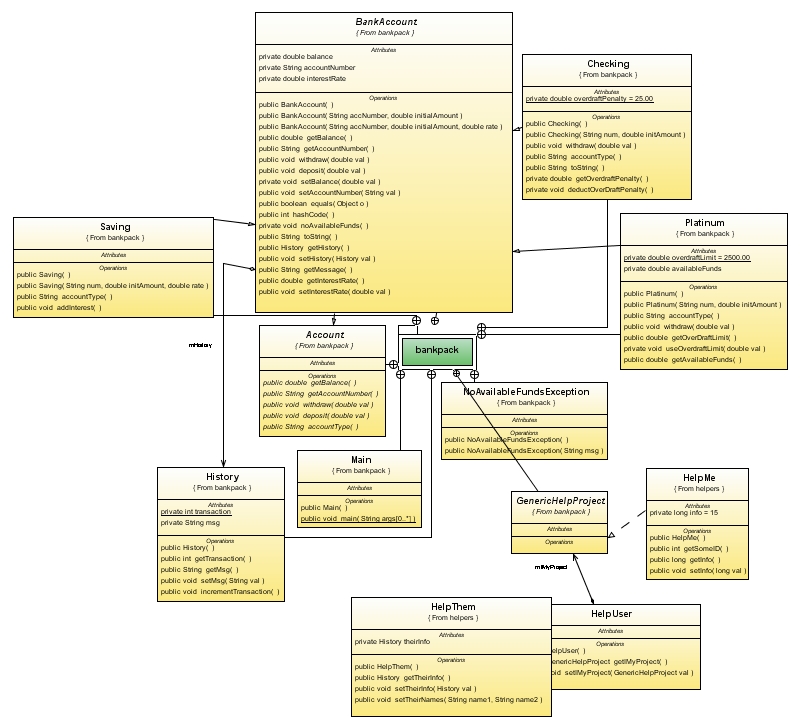 BankAccount
{ From bankpack }
Attributes
private double balance
private String accountNumber
private double interestRate
Operations
public BankAccount( )
public BankAccount( String accNumber, double initialAmount )
public BankAccount( String accNumber, double initialAmount, double rate )
public double getBalance( )
public String getAccountNumber( )
public void withdraw( double val )
public void deposit( double val )
private void setBalance( double val )
public void setAccountNumber( String val )
public boolean equals( Object o )
public int hashCode( )
private void noAvailableFunds( )
public String toString( )
public History getHistory( )
public void setHistory( History val )
public String getMessage( )
public double getInterestRate( )
public void setInterestRate( double val )
Checking
{ From bankpack }
Attributes
private double overdraftPenalty = 25.00
Operations
public Checking( )
public Checking( String num, double initAmount )
public void withdraw( double val )
public String accountType( )
public String toString( )
private double getOverdraftPenalty( )
private void deductOverDraftPenalty( )
Saving
{ From bankpack }
Attributes
Operations
public Saving( )
public Saving( String num, double initAmount, double rate )
public String accountType( )
public void addInterest( )
Platinum
{ From bankpack }
Attributes
private double overdraftLimit = 2500.00
private double availableFunds
Operations
public Platinum( )
public Platinum( String num, double initAmount )
public String accountType( )
public void withdraw( double val )
public double getOverDraftLimit( )
private void useOverdraftLimit( double val )
public double getAvailableFunds( )
Account
{ From bankpack }
Attributes
Operations
public double getBalance( )
public String getAccountNumber( )
public void withdraw( double val )
public void deposit( double val )
public String accountType( )
bankpack
NoAvailableFundsException
{ From bankpack }
Attributes
Operations
public NoAvailableFundsException( )
public NoAvailableFundsException( String msg )
Main
{ From bankpack }
Attributes
Operations
public Main( )
public void main( String args[0..*] )
History
{ From bankpack }
Attributes
private int transaction
private String msg
Operations
public History( )
public int getTransaction( )
public String getMsg( )
public void setMsg( String val )
public void incrementTransaction( )
GenericHelpProject
{ From bankpack }
Attributes
Operations
HelpMe
{ From helpers }
Attributes
private long info = 15
Operations
public HelpMe( )
public int getSomeID( )
public long getInfo( )
public void setInfo( long val )
HelpThem
{ From helpers }
Attributes
private History theirInfo
Operations
public HelpThem( )
public History getTheirInfo( )
public void setTheirInfo( History val )
public void setTheirNames( String name1, String name2 )
HelpUser
{ From bankpack }
Attributes
Operations
elpUser( )
enericHelpProject getIMyProject( )
oid setIMyProject( GenericHelpProject val )